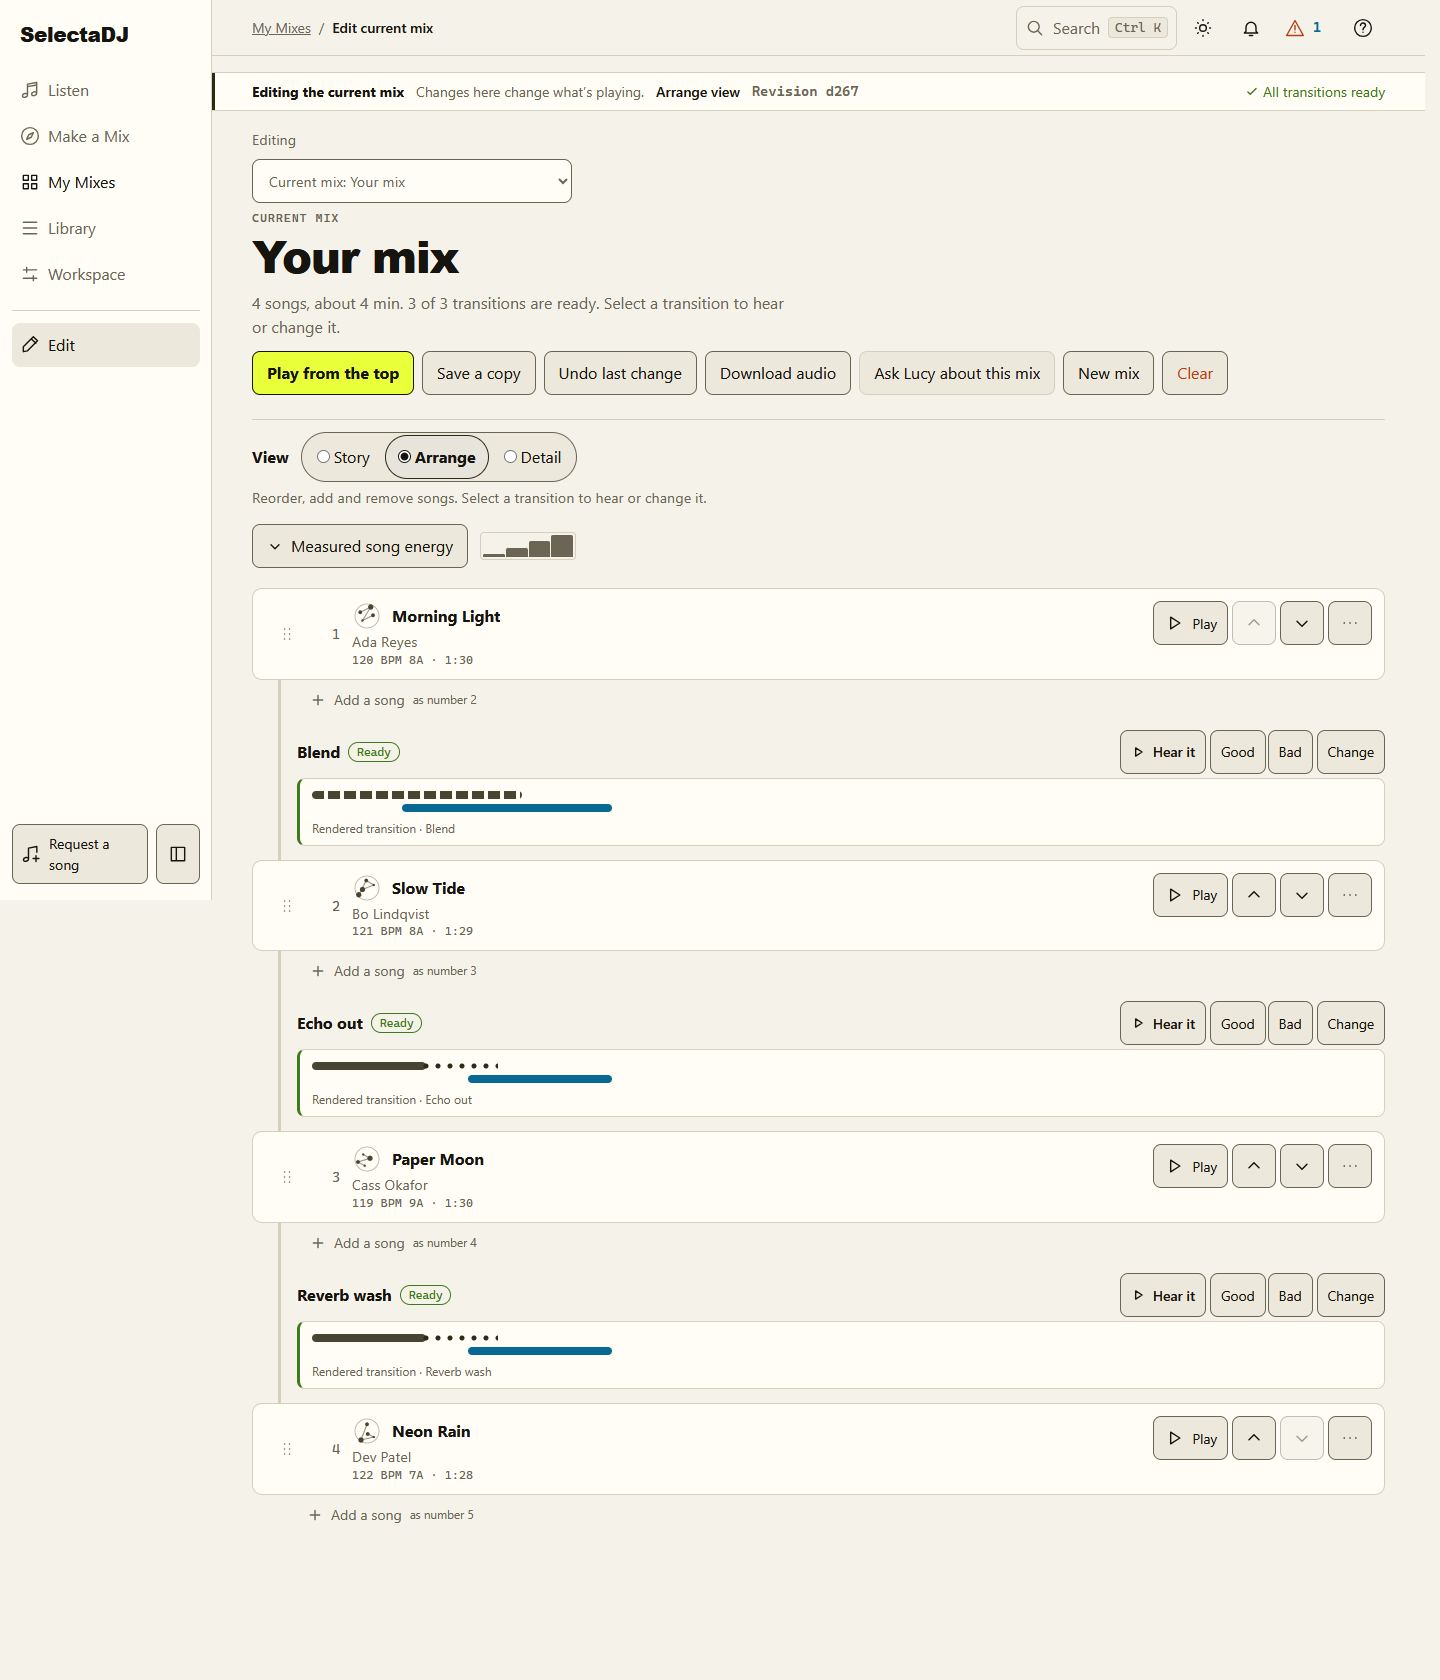 SelectaDJ
Listen
Make a Mix
My Mixes
Library
Workspace
Edit
Request a
song
My Mixes / Edit current mix
Search Ctrl K
1
Editing the current mix Changes here change what's playing. Arrange view Revision d267
All transitions ready
Editing
Current mix: Your mix
CURRENT MIX
Your mix
4 songs, about 4 min. 3 of 3 transitions are ready. Select a transition to hear
or change it.
Play from the top Save a copy Undo last change Download audio Ask Lucy about this mix New mix Clear
View Story Arrange Detail
Reorder, add and remove songs. Select a transition to hear or change it.
Measured song energy
1 Morning Light Play
Ada Reyes
120 BPM 8A · 1:30
Add a song as number 2
Blend Ready Hear it Good Bad Change
Rendered transition · Blend
2 Slow Tide Play
Bo Lindqvist
121 BPM 8A · 1:29
Add a song as number 3
Echo out Ready Hear it Good Bad Change
Rendered transition · Echo out
3 Paper Moon Play
Cass Okafor
119 BPM 9A · 1:30
Add a song as number 4
Reverb wash Ready Hear it Good Bad Change
Rendered transition · Reverb wash
4 Neon Rain Play
Dev Patel
122 BPM 7A · 1:28
Add a song as number 5